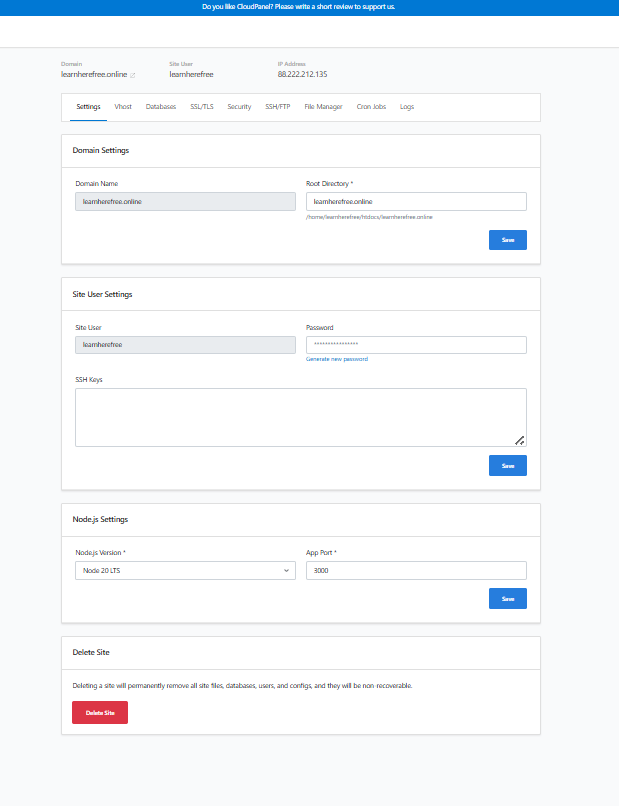 Do you like CloudPanel? Please write a short review to support us.
Domain Site User IP Address
learnherefree.online learnherefree 88.222.212.135
Settings Vhost Databases SSL/TLS Security SSH/FTP File Manager Cron Jobs Logs
Domain Settings
Domain Name Root Directory *
learnherefree.online learnherefree.online
/home/learnherefree/htdocs/learnherefree.online
Save
Site User Settings
Site User Password
learnherefree ****************
Generate new password
SSH Keys
Save
Node.js Settings
Node.js Version * App Port *
Node 20 LTS 3000
Save
Delete Site
Deleting a site will permanently remove all site files, databases, users, and configs, and they will be non-recoverable.
Delete Site